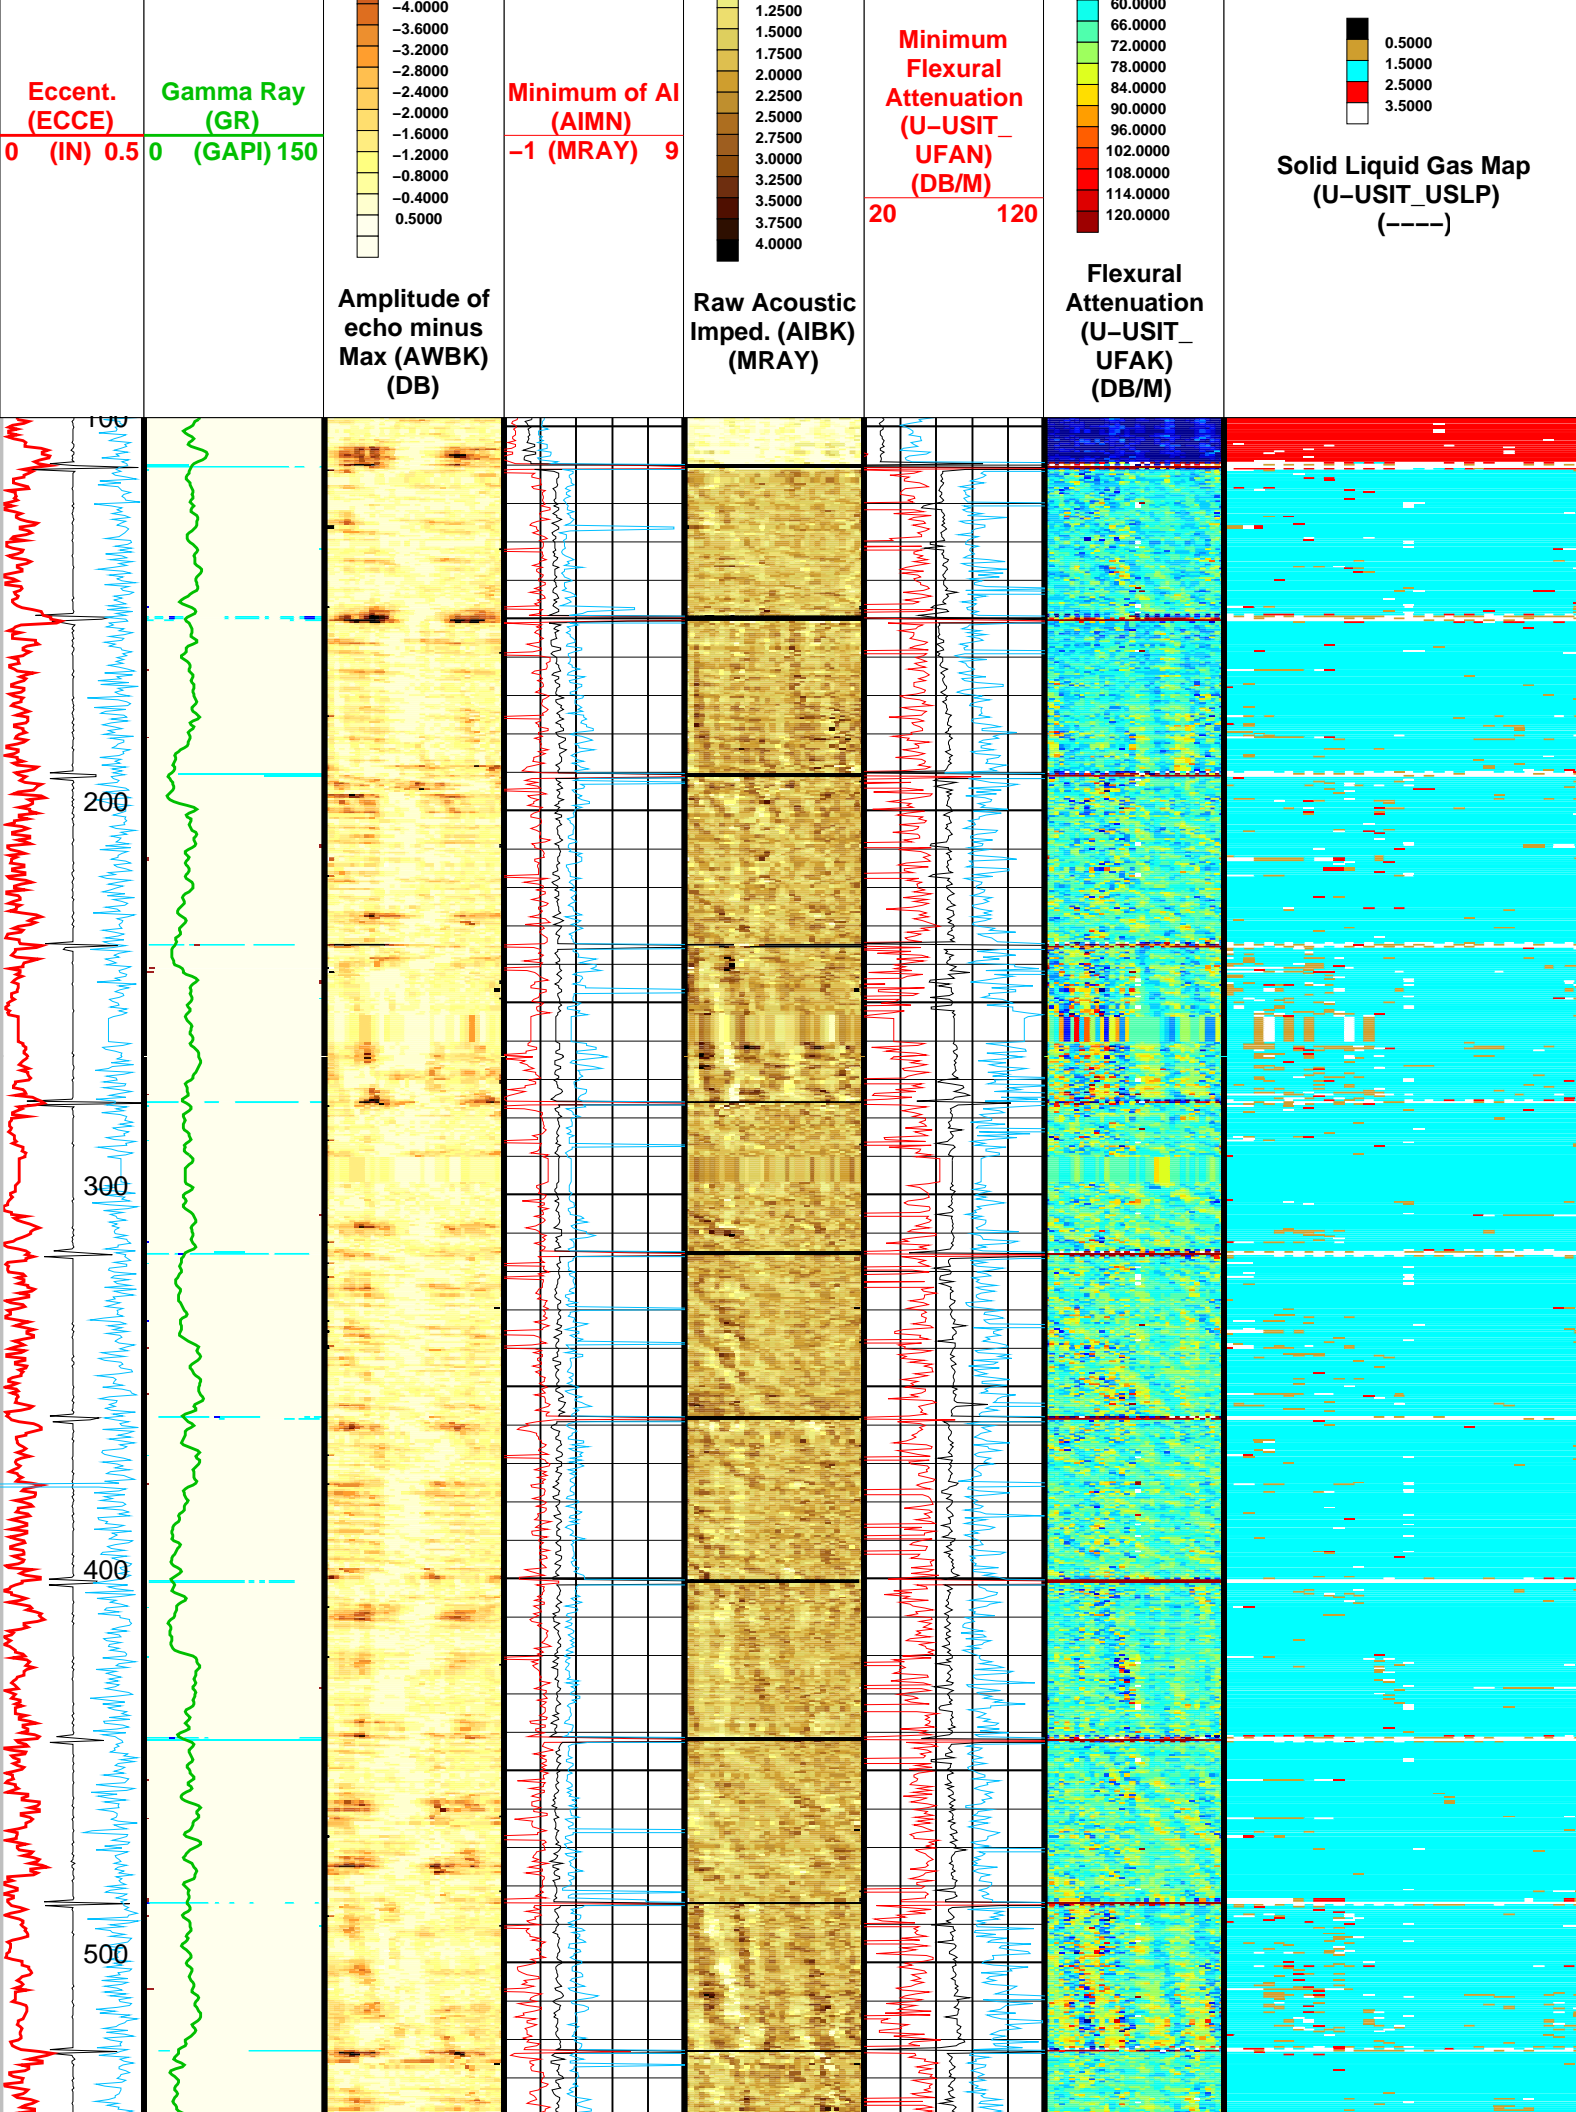 Eccent.
(ECCE)
0 (IN) 0.5
Gamma Ray
(GR)
0 (GAPI) 150
−4.0000
−3.6000
−3.2000
−2.8000
−2.4000
−2.0000
−1.6000
−1.2000
−0.8000
−0.4000
0.5000
Amplitude of
echo minus
Max (AWBK)
(DB)
Minimum of AI
(AIMN)
−1 (MRAY) 9
1.2500
1.5000
1.7500
2.0000
2.2500
2.5000
2.7500
3.0000
3.2500
3.5000
3.7500
4.0000
Raw Acoustic
Imped. (AIBK)
(MRAY)
Minimum
Flexural
Attenuation
(U−USIT_
UFAN)
(DB/M)
20 120
60.0000
66.0000
72.0000
78.0000
84.0000
90.0000
96.0000
102.0000
108.0000
114.0000
120.0000
Flexural
Attenuation
(U−USIT_
UFAK)
(DB/M)
0.5000
1.5000
2.5000
3.5000
Solid Liquid Gas Map
(U−USIT_USLP)
(−−−−)
100
200
300
400
500